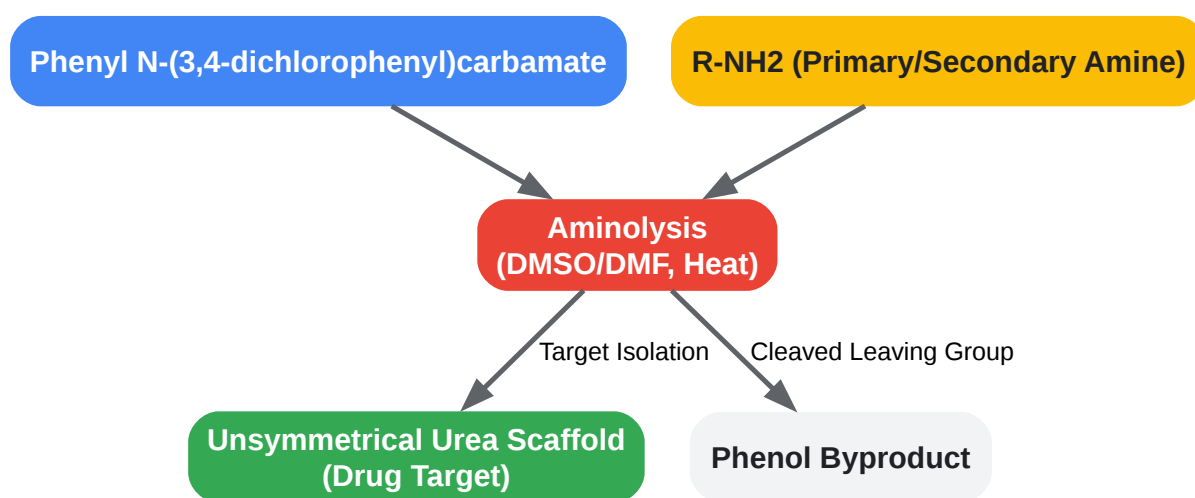 Phenyl N-(3,4-dichlorophenyl)carbamate
R-NH2 (Primary/Secondary Amine)
Aminolysis
(DMSO/DMF, Heat)
Target Isolation
Cleaved Leaving Group
Unsymmetrical Urea Scaffold
(Drug Target)
Phenol Byproduct